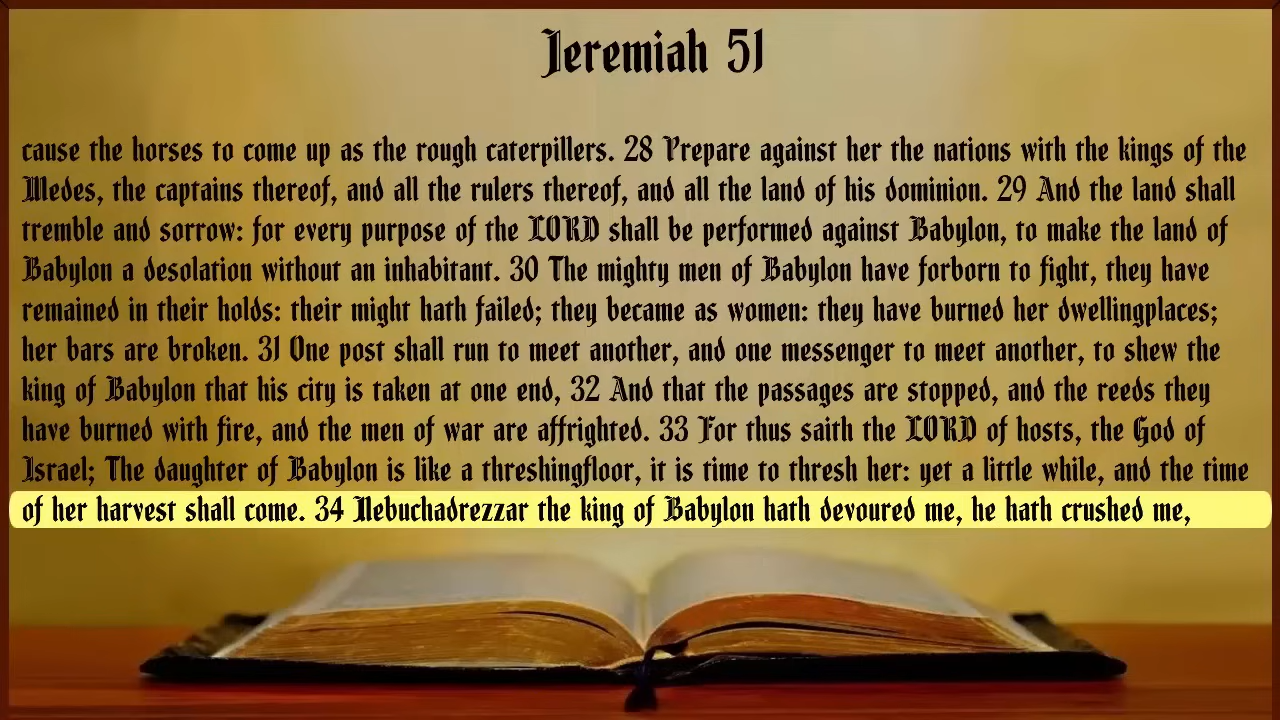 Jeremiah 51
cause the horses to come up as the rough caterpillers. 28 Prepare against her the nations with the kings of the
Medes, the captains thereof, and all the rulers thereof, and all the land of his dominion. 29 And the land shall
tremble and sorrow: for every purpose of the LORD shall be performed against Babylon, to make the land of
Babylon a desolation without an inhabitant. 30 The mighty men of Babylon have forborn to fight, they have
remained in their holds: their might hath failed; they became as women: they have burned her dwellingplaces;
her bars are broken. 31 One post shall run to meet another, and one messenger to meet another, to shew the
king of Babylon that his city is taken at one end, 32 And that the passages are stopped, and the reeds they
have burned with fire, and the men of war are affrighted. 33 For thus saith the LORD of hosts, the God of
Israel; The daughter of Babylon is like a threshingfloor, it is time to thresh her: yet a little while, and the time
of her harvest shall come. 34 Nebuchadrezzar the king of Babylon hath devoured me, he hath crushed me,